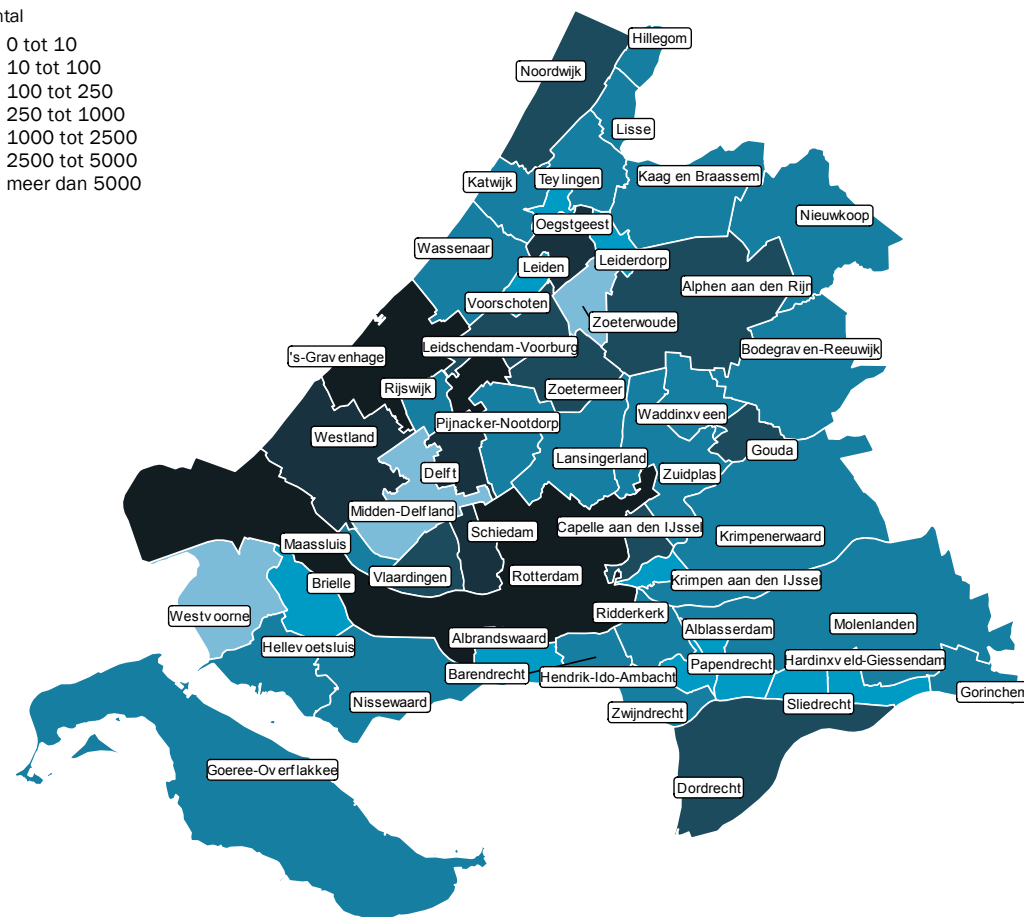 ntal
0 tot 10
10 tot 100
100 tot 250
250 tot 1000
1000 tot 2500
2500 tot 5000
meer dan 5000
Hillegom
Noordwijk
Lisse
Kaag en Braassem
Katwijk
Teylingen
Nieuwkoop
Oegstgeest
Wassenaar
Leiderdorp
Leiden
Alphen aan den Rijn
Voorschoten
Zoeterwoude
Leidschendam-Voorburg
Bodegraven-Reeuwijk
's-Gravenhage
Rijswijk
Zoetermeer
Waddinxveen
Pijnacker-Nootdorp
Westland
Gouda
Lansingerland
Delft
Zuidplas
Midden-Delfland
Capelle aan den IJssel
Schiedam
Krimpenerwaard
Maassluis
Vlaardingen
Rotterdam
Krimpen aan den IJssel
Brielle
Westvoorne
Ridderkerk
Molenlanden
Alblasserdam
Albrandswaard
Hellevoetsluis
Hardinxveld-Giessendam
Papendrecht
Barendrecht
Hendrik-Ido-Ambacht
Gorinchem
Nissewaard
Sliedrecht
Zwijndrecht
Goeree-Overflakkee
Dordrecht